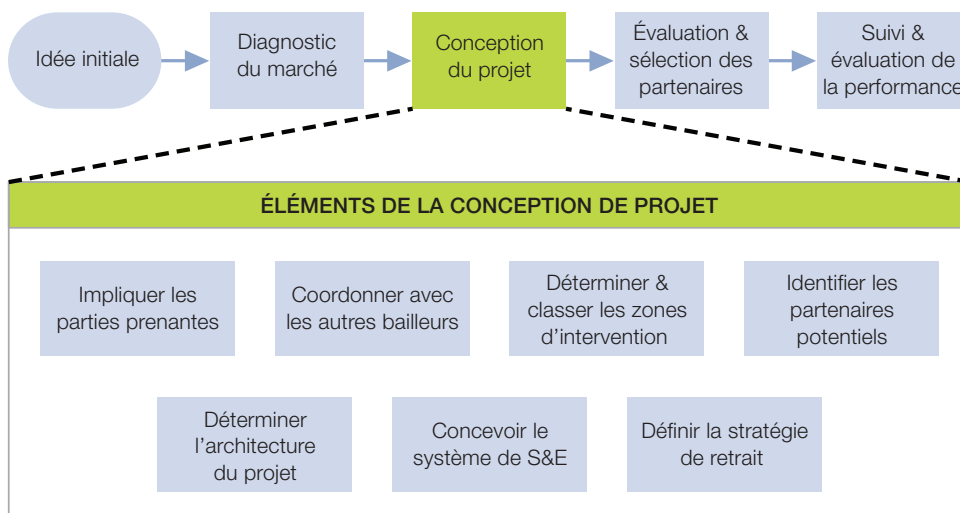 Idée initiale
Diagnostic
du marché
Conception
du projet
Évaluation &
sélection des
partenaires
Suivi &
évaluation de
la performance
ÉLÉMENTS DE LA CONCEPTION DE PROJET
Impliquer les
parties prenantes
Coordonner avec
les autres bailleurs
Déterminer &
classer les zones
d’intervention
Identifier les
partenaires
potentiels
Déterminer
l’architecture
du projet
Concevoir le
système de S&E
Définir la stratégie
de retrait